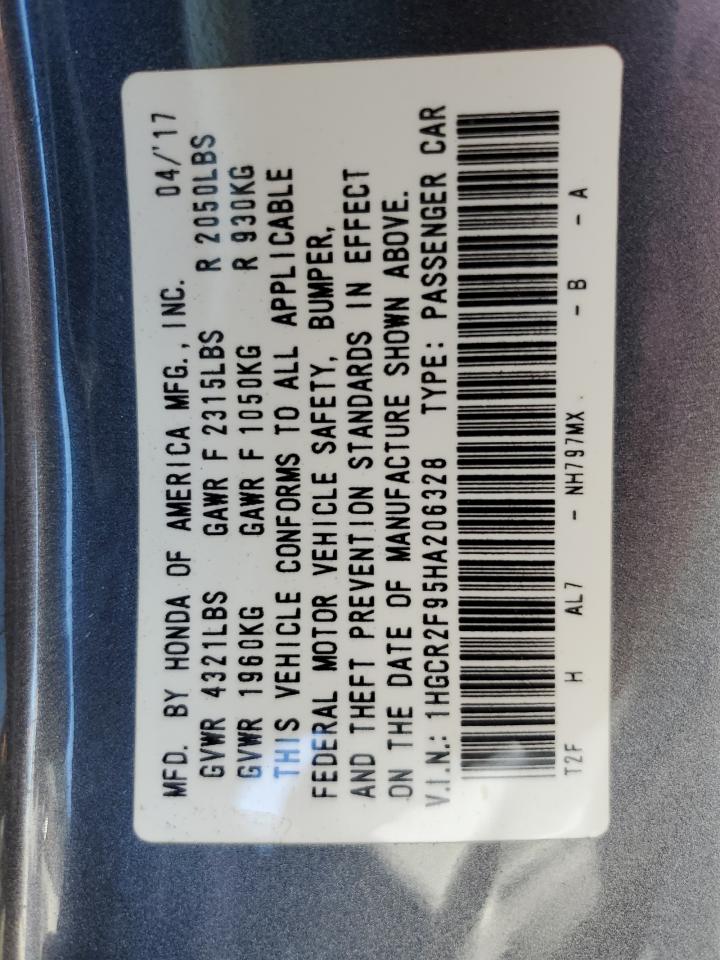 MFD. BY HONDA OF AMERICA MFG., INC. 04/'17
GVWR 4321LBS GAWR F 2315LBS R 2050LBS
GVWR 1960KG GAWR F 1050KG R 930KG
THIS VEHICLE CONFORMS TO ALL APPLICABLE
FEDERAL MOTOR VEHICLE SAFETY, BUMPER,
AND THEFT PREVENTION STANDARDS IN EFFECT
ON THE DATE OF MANUFACTURE SHOWN ABOVE.
V.I.N.: 1HGCR2F95HA206328 TYPE: PASSENGER CAR
T2F H AL7 - NH797MX - B - A